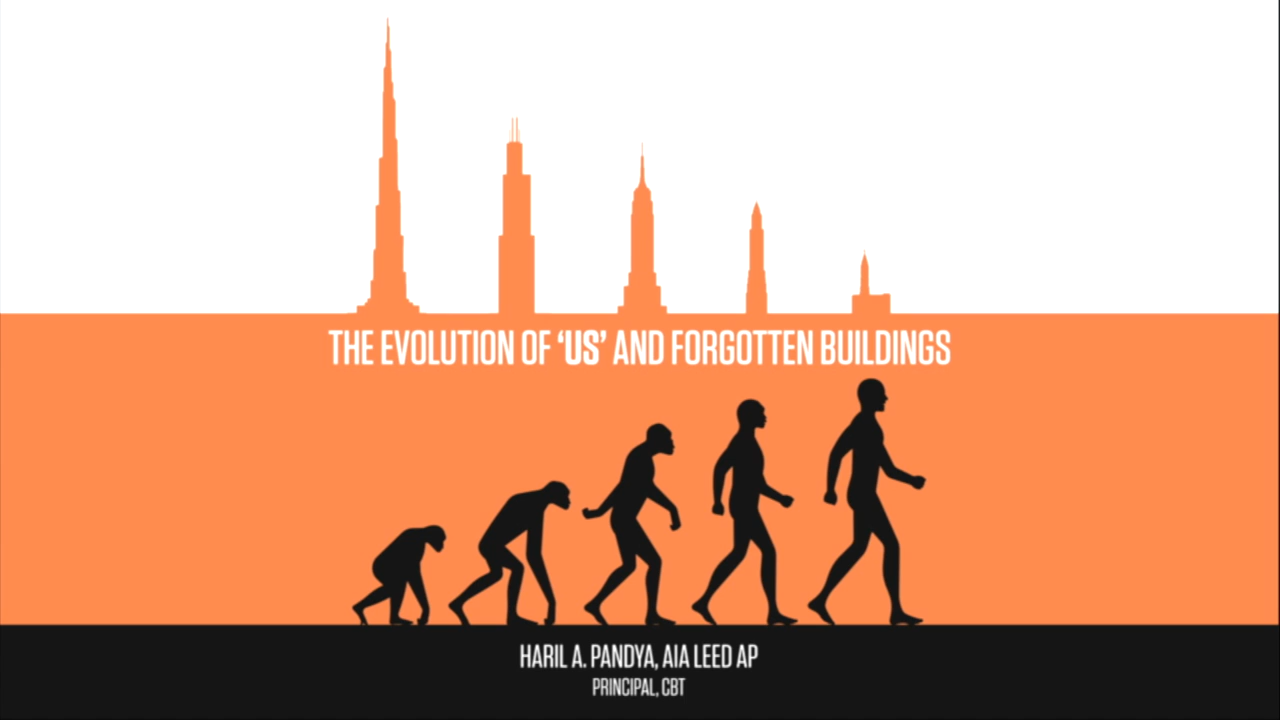 THE EVOLUTION OF ‘US’ AND FORGOTTEN BUILDINGS
HARIL A. PANDYA, AIA LEED AP
PRINCIPAL, CBT